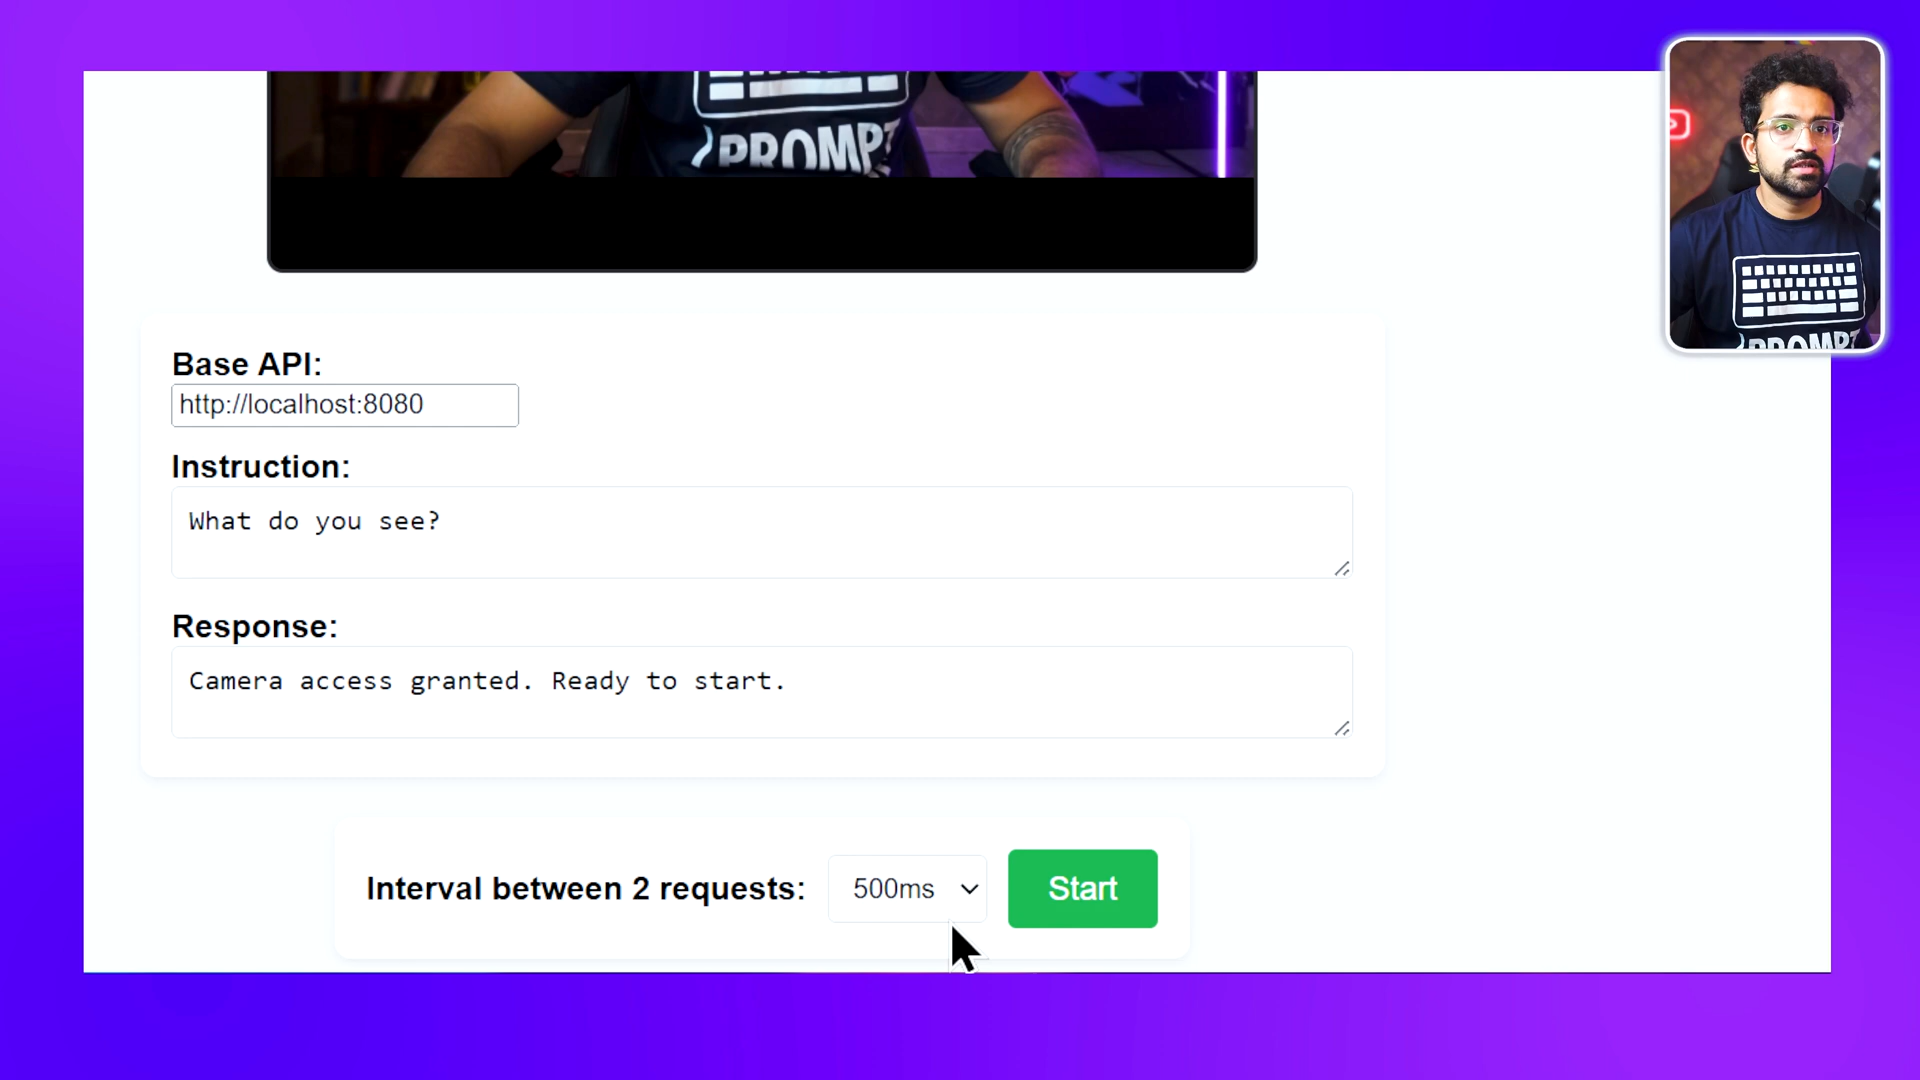 PROMPT
Base API:
http://localhost:8080
Instruction:
What do you see?
Response:
Camera access granted. Ready to start.
Interval between 2 requests:
500ms
Start
PROMPT